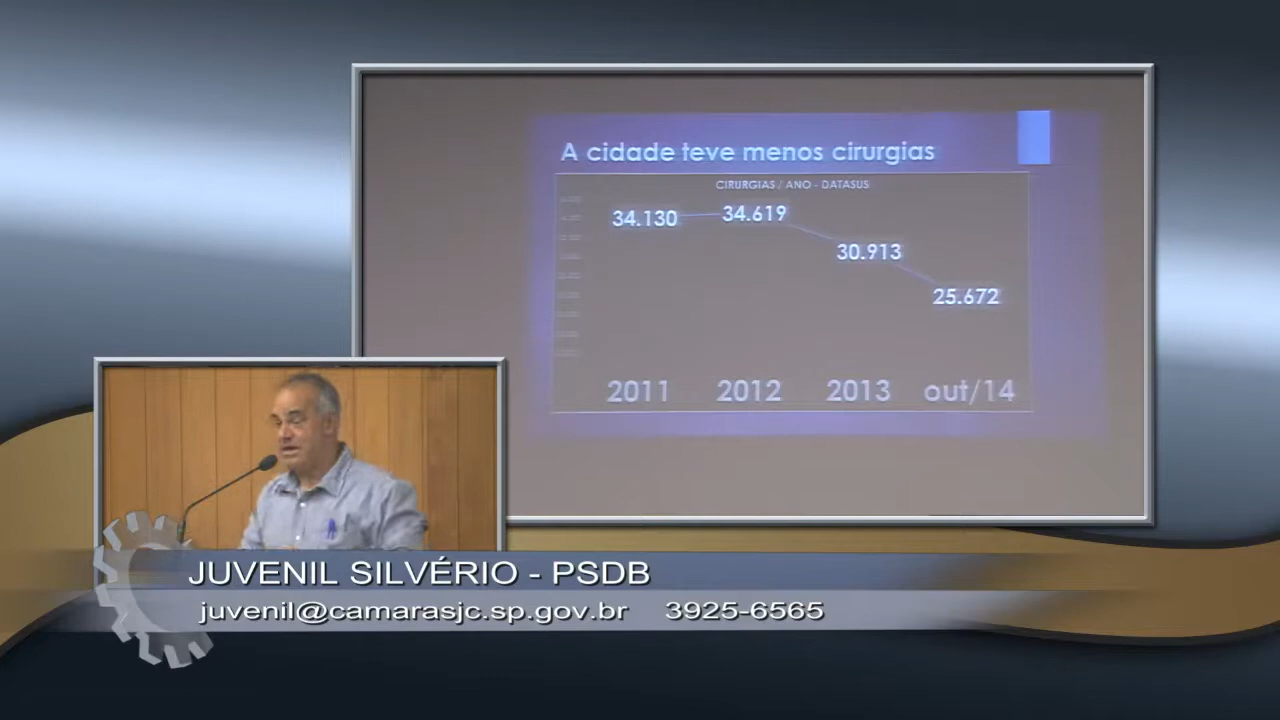 A cidade teve menos cirurgias
CIRURGIAS / ANO - DATASUS
34.130
34.619
30.913
25.672
2011 2012 2013 out/14
JUVENIL SILVÉRIO - PSDB
juvenil@camarasjc.sp.gov.br 3925-6565